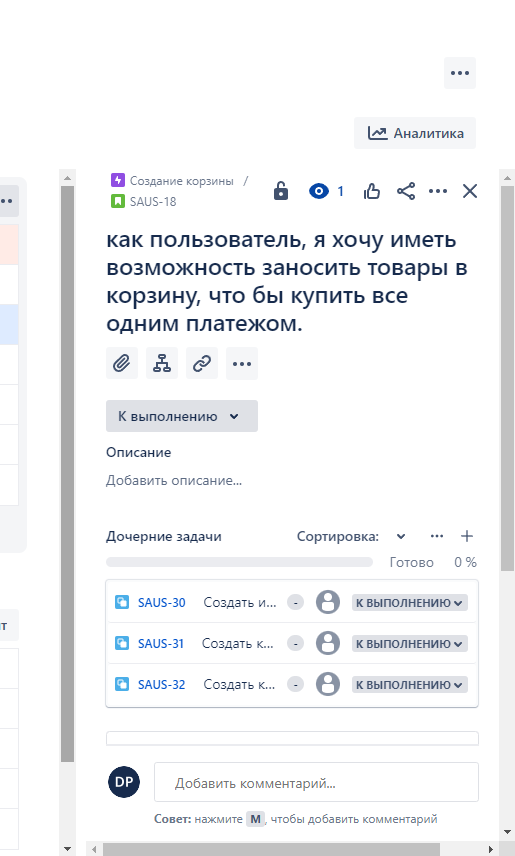 Аналитика
Создание корзины /
SAUS-18
1
как пользователь, я хочу иметь
возможность заносить товары в
корзину, что бы купить все
одним платежом.
К выполнению
Описание
Добавить описание...
Дочерние задачи Сортировка:
Готово 0 %
SAUS-30 Создать и... - К ВЫПОЛНЕНИЮ
SAUS-31 Создать к... - К ВЫПОЛНЕНИЮ
SAUS-32 Создать к... - К ВЫПОЛНЕНИЮ
т
DP Добавить комментарий...
Совет: нажмите M, чтобы добавить комментарий